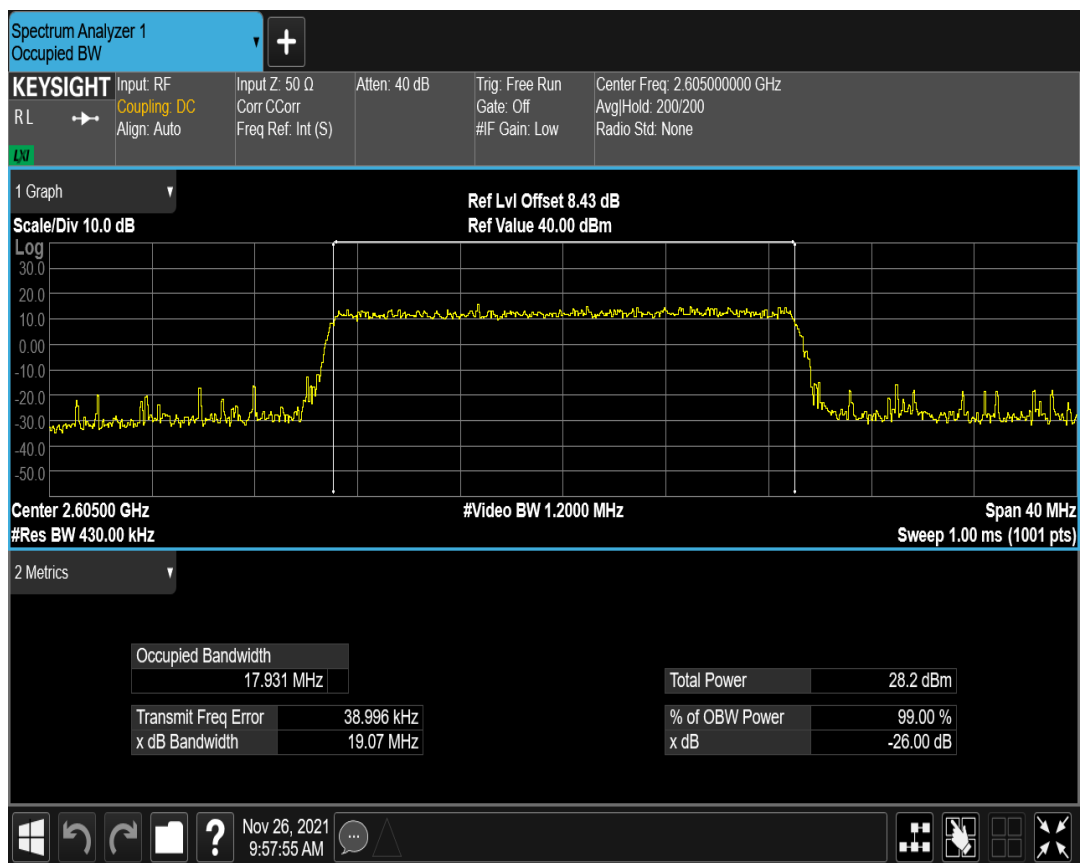 Spectrum Analyzer 1
Occupied BW
+
KEYSIGHT
RL
LXI
Input: RF
Coupling: DC
Align: Auto
Input Z: 50 Ω
Corr CCorr
Freq Ref: Int (S)
Atten: 40 dB
Trig: Free Run
Gate: Off
#IF Gain: Low
Center Freq: 2.605000000 GHz
Avg|Hold: 200/200
Radio Std: None
1 Graph
Scale/Div 10.0 dB
Ref Lvl Offset 8.43 dB
Ref Value 40.00 dBm
Log
30.0
20.0
10.0
0.00
-10.0
-20.0
-30.0
-40.0
-50.0
Center 2.60500 GHz
#Video BW 1.2000 MHz
Span 40 MHz
#Res BW 430.00 kHz
Sweep 1.00 ms (1001 pts)
2 Metrics
Occupied Bandwidth
17.931 MHz
Total Power 28.2 dBm
Transmit Freq Error 38.996 kHz
% of OBW Power 99.00 %
x dB Bandwidth 19.07 MHz
x dB -26.00 dB
?
Nov 26, 2021
9:57:55 AM